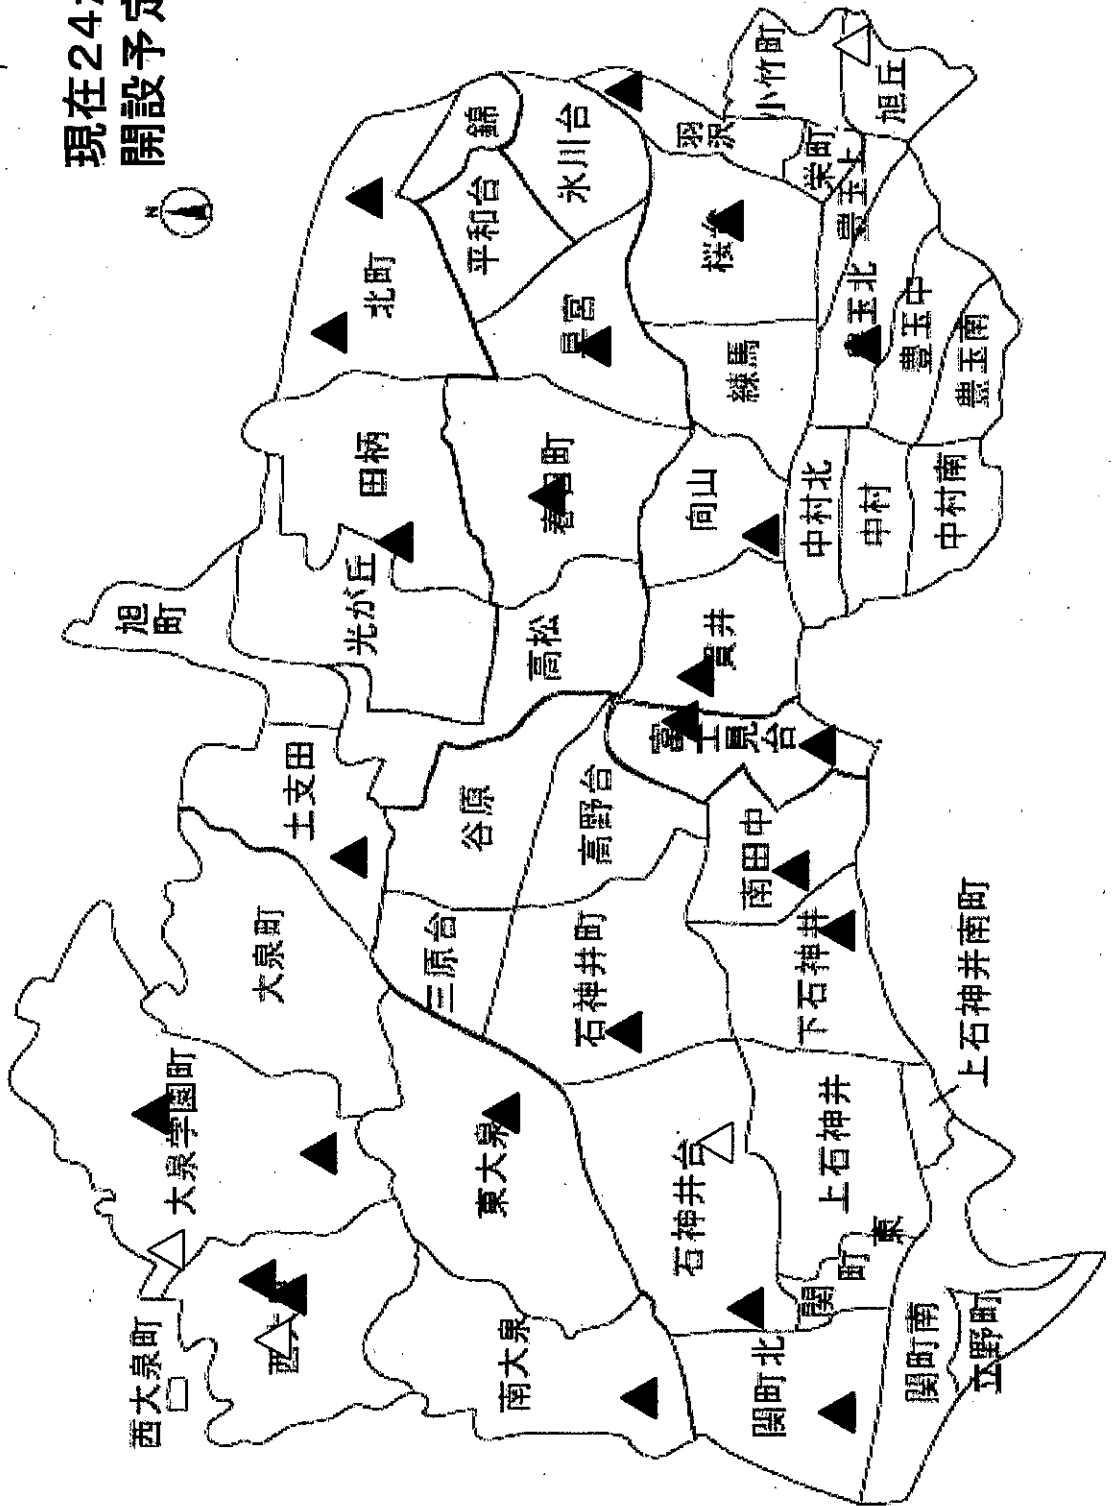 現在24
開設予定
N
旭町
北町
錦
平和台
氷川台
羽沢
小竹町
旭丘
栄町
豊玉上
桜
早宮
田柄
光が丘
春日町
練馬
玉北
豊玉中
豊玉南
向山
中村北
中村
中村南
高松
貫井
富士見台
土支田
谷原
高野台
南田中
三原台
石神井町
下石神井
上石神井南町
大泉町
大泉学園町
東大泉
石神井台
上石神井
関町東
西大泉町
西
南大泉
関町北
関町南
立野町